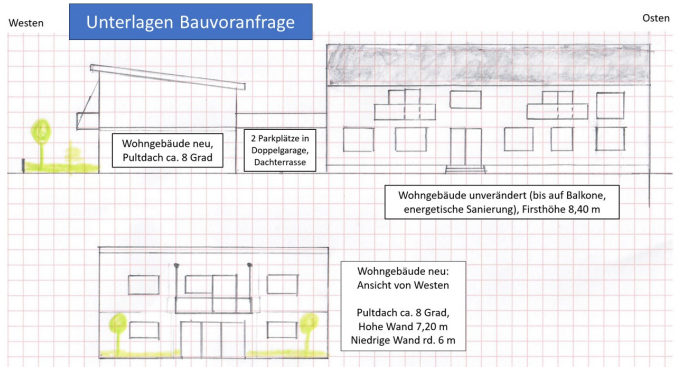 Westen
Unterlagen Bauvoranfrage
Osten
Wohngebäude neu,
Pultdach ca. 8 Grad
2 Parkplätze in
Doppelgarage,
Dachterrasse
Wohngebäude unverändert (bis auf Balkone,
energetische Sanierung), Firsthöhe 8,40 m
Wohngebäude neu:
Ansicht von Westen
Pultdach ca. 8 Grad,
Hohe Wand 7,20 m
Niedrige Wand rd. 6 m